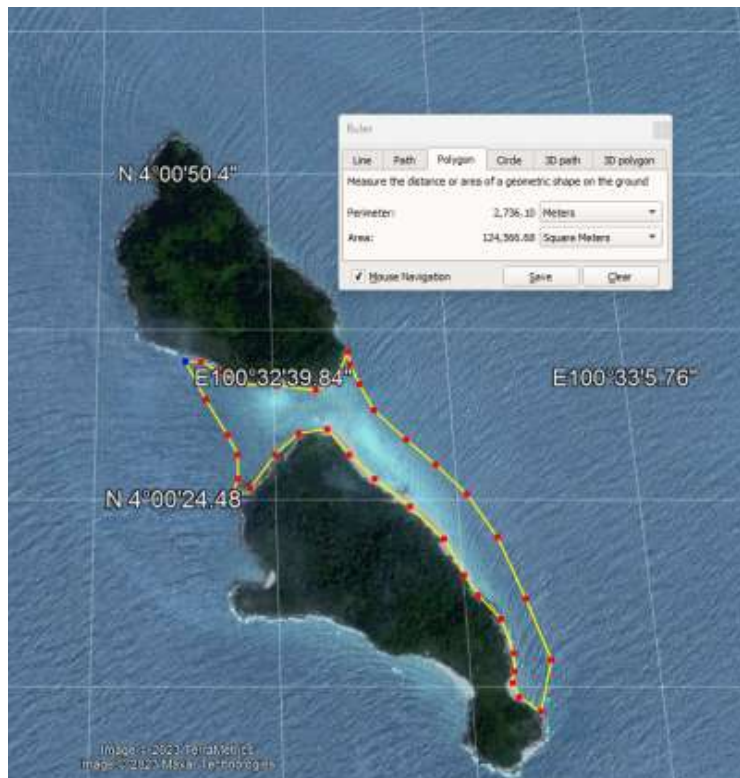 N 4°00'50.4"
Ruler
Line Path Polygon Circle 3D path 3D polygon
Measure the distance or area of a geometric shape on the ground
Perimeter: 2,736.10 Meters
Area: 124,366.68 Square Meters
Mouse Navigation Save Clear
E100°32'39.84" E100°33'5.76"
N 4°00'24.48
Image © 2023 TerraMetrics
Image © 2023 Maxar Technologies